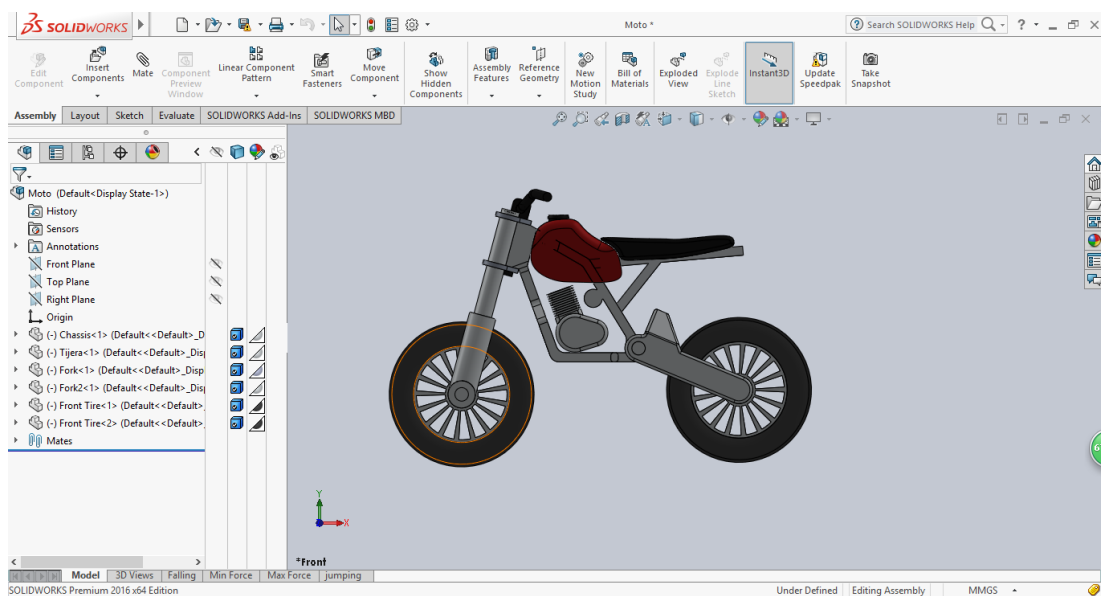 SOLIDWORKS
Moto *
Search SOLIDWORKS Help
?
Edit Component
Insert Components
Mate
Component Preview Window
Linear Component Pattern
Smart Fasteners
Move Component
Show Hidden Components
Assembly Features
Reference Geometry
New Motion Study
Bill of Materials
Exploded View
Explode Line Sketch
Instant3D
Update Speedpak
Take Snapshot
Assembly Layout Sketch Evaluate SOLIDWORKS Add-Ins SOLIDWORKS MBD
Moto (Default<Display State-1>)
History
Sensors
A Annotations
Front Plane
Top Plane
Right Plane
Origin
(-) Chassis<1> (Default<<Default>_D
(-) Tijera<1> (Default<<Default>_Disp
(-) Fork<1> (Default<<Default>_Disp
(-) Fork2<1> (Default<<Default>_Disp
(-) Front Tire<1> (Default<<Default>_
(-) Front Tire<2> (Default<<Default>_
Mates
Y
X
*Front
Model 3D Views Falling Min Force Max Force jumping
SOLIDWORKS Premium 2016 x64 Edition
Under Defined Editing Assembly MMGS